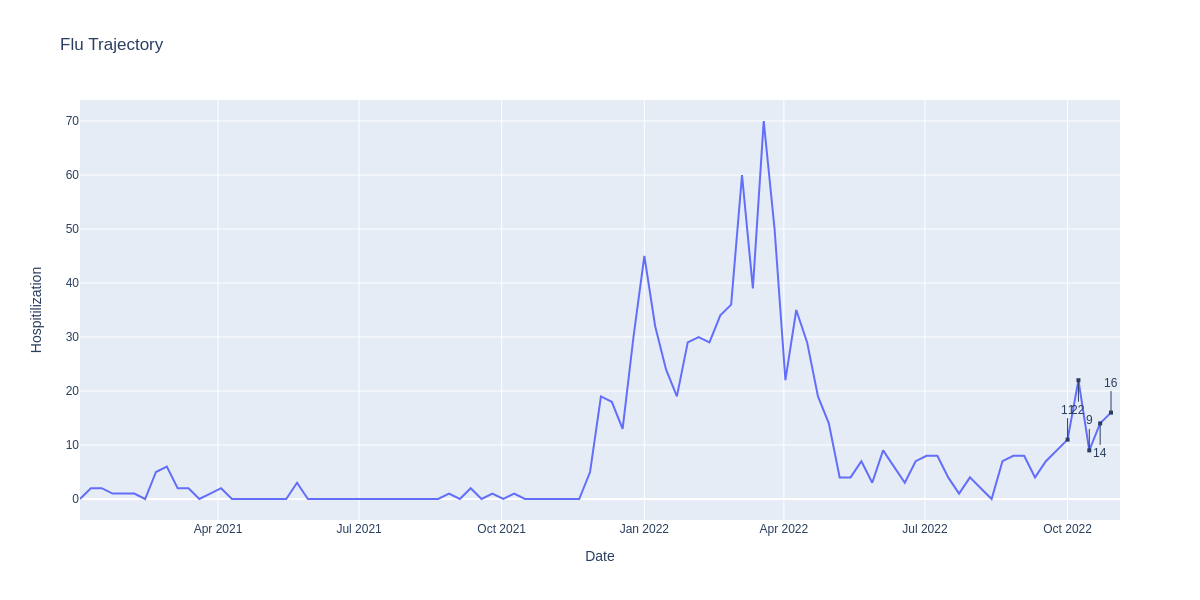 Flu Trajectory
70
60
50
40
30
20
10
0
Hospitilization
11
22
9
14
16
Apr 2021
Jul 2021
Oct 2021
Jan 2022
Apr 2022
Jul 2022
Oct 2022
Date